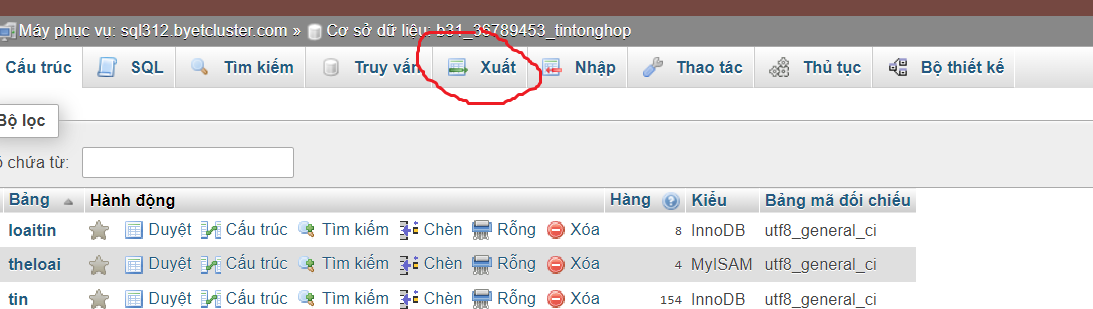 Máy phục vụ: sql312.byetcluster.com » Cơ sở dữ liệu: b31_36789453_tintonghop
Cấu trúc SQL Tìm kiếm Truy vấn Xuất Nhập Thao tác Thủ tục Bộ thiết kế
Bộ lọc
chứa từ:
Bảng Hành động Hàng Kiểu Bảng mã đối chiếu
loaitin Duyệt Cấu trúc Tìm kiếm Chèn Rỗng Xóa 8 InnoDB utf8_general_ci
theloai Duyệt Cấu trúc Tìm kiếm Chèn Rỗng Xóa 4 MyISAM utf8_general_ci
tin Duyệt Cấu trúc Tìm kiếm Chèn Rỗng Xóa 154 InnoDB utf8_general_ci